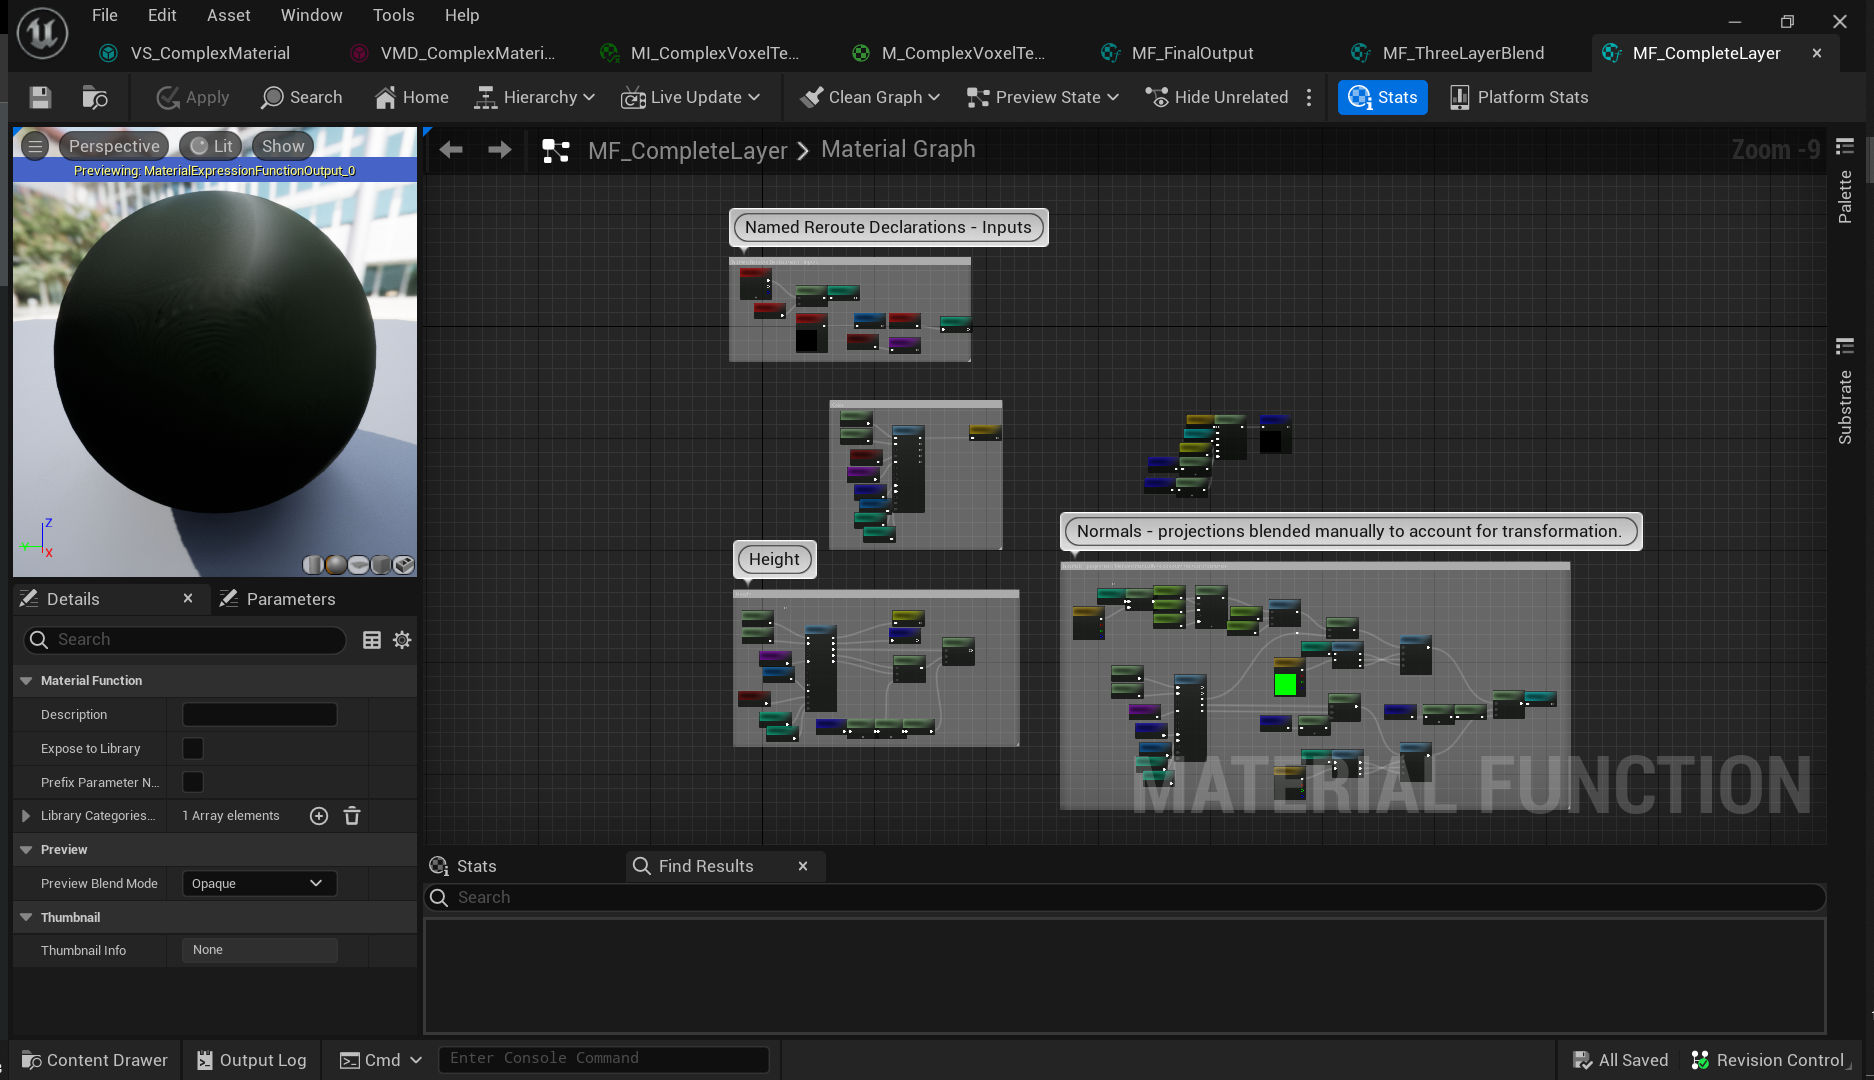 File Edit Asset Window Tools Help
VS_ComplexMaterial VMD_ComplexMateri... MI_ComplexVoxelTe... M_ComplexVoxelTe... MF_FinalOutput MF_ThreeLayerBlend MF_CompleteLayer
Apply Search Home Hierarchy Live Update Clean Graph Preview State Hide Unrelated Stats Platform Stats
Perspective Lit Show
Previewing: MaterialExpressionFunctionOutput_0
Z
Y
X
MF_CompleteLayer > Material Graph
Zoom -9
Palette
Substrate
Named Reroute Declarations - Inputs
Height
Normals - projections blended manually to account for transformation.
MATERIAL FUNCTION
Details Parameters
Search
Material Function
Description
Expose to Library
Prefix Parameter N...
Library Categories... 1 Array elements
Preview
Preview Blend Mode Opaque
Thumbnail
Thumbnail Info None
Stats Find Results
Search
Content Drawer Output Log Cmd Enter Console Command All Saved Revision Control